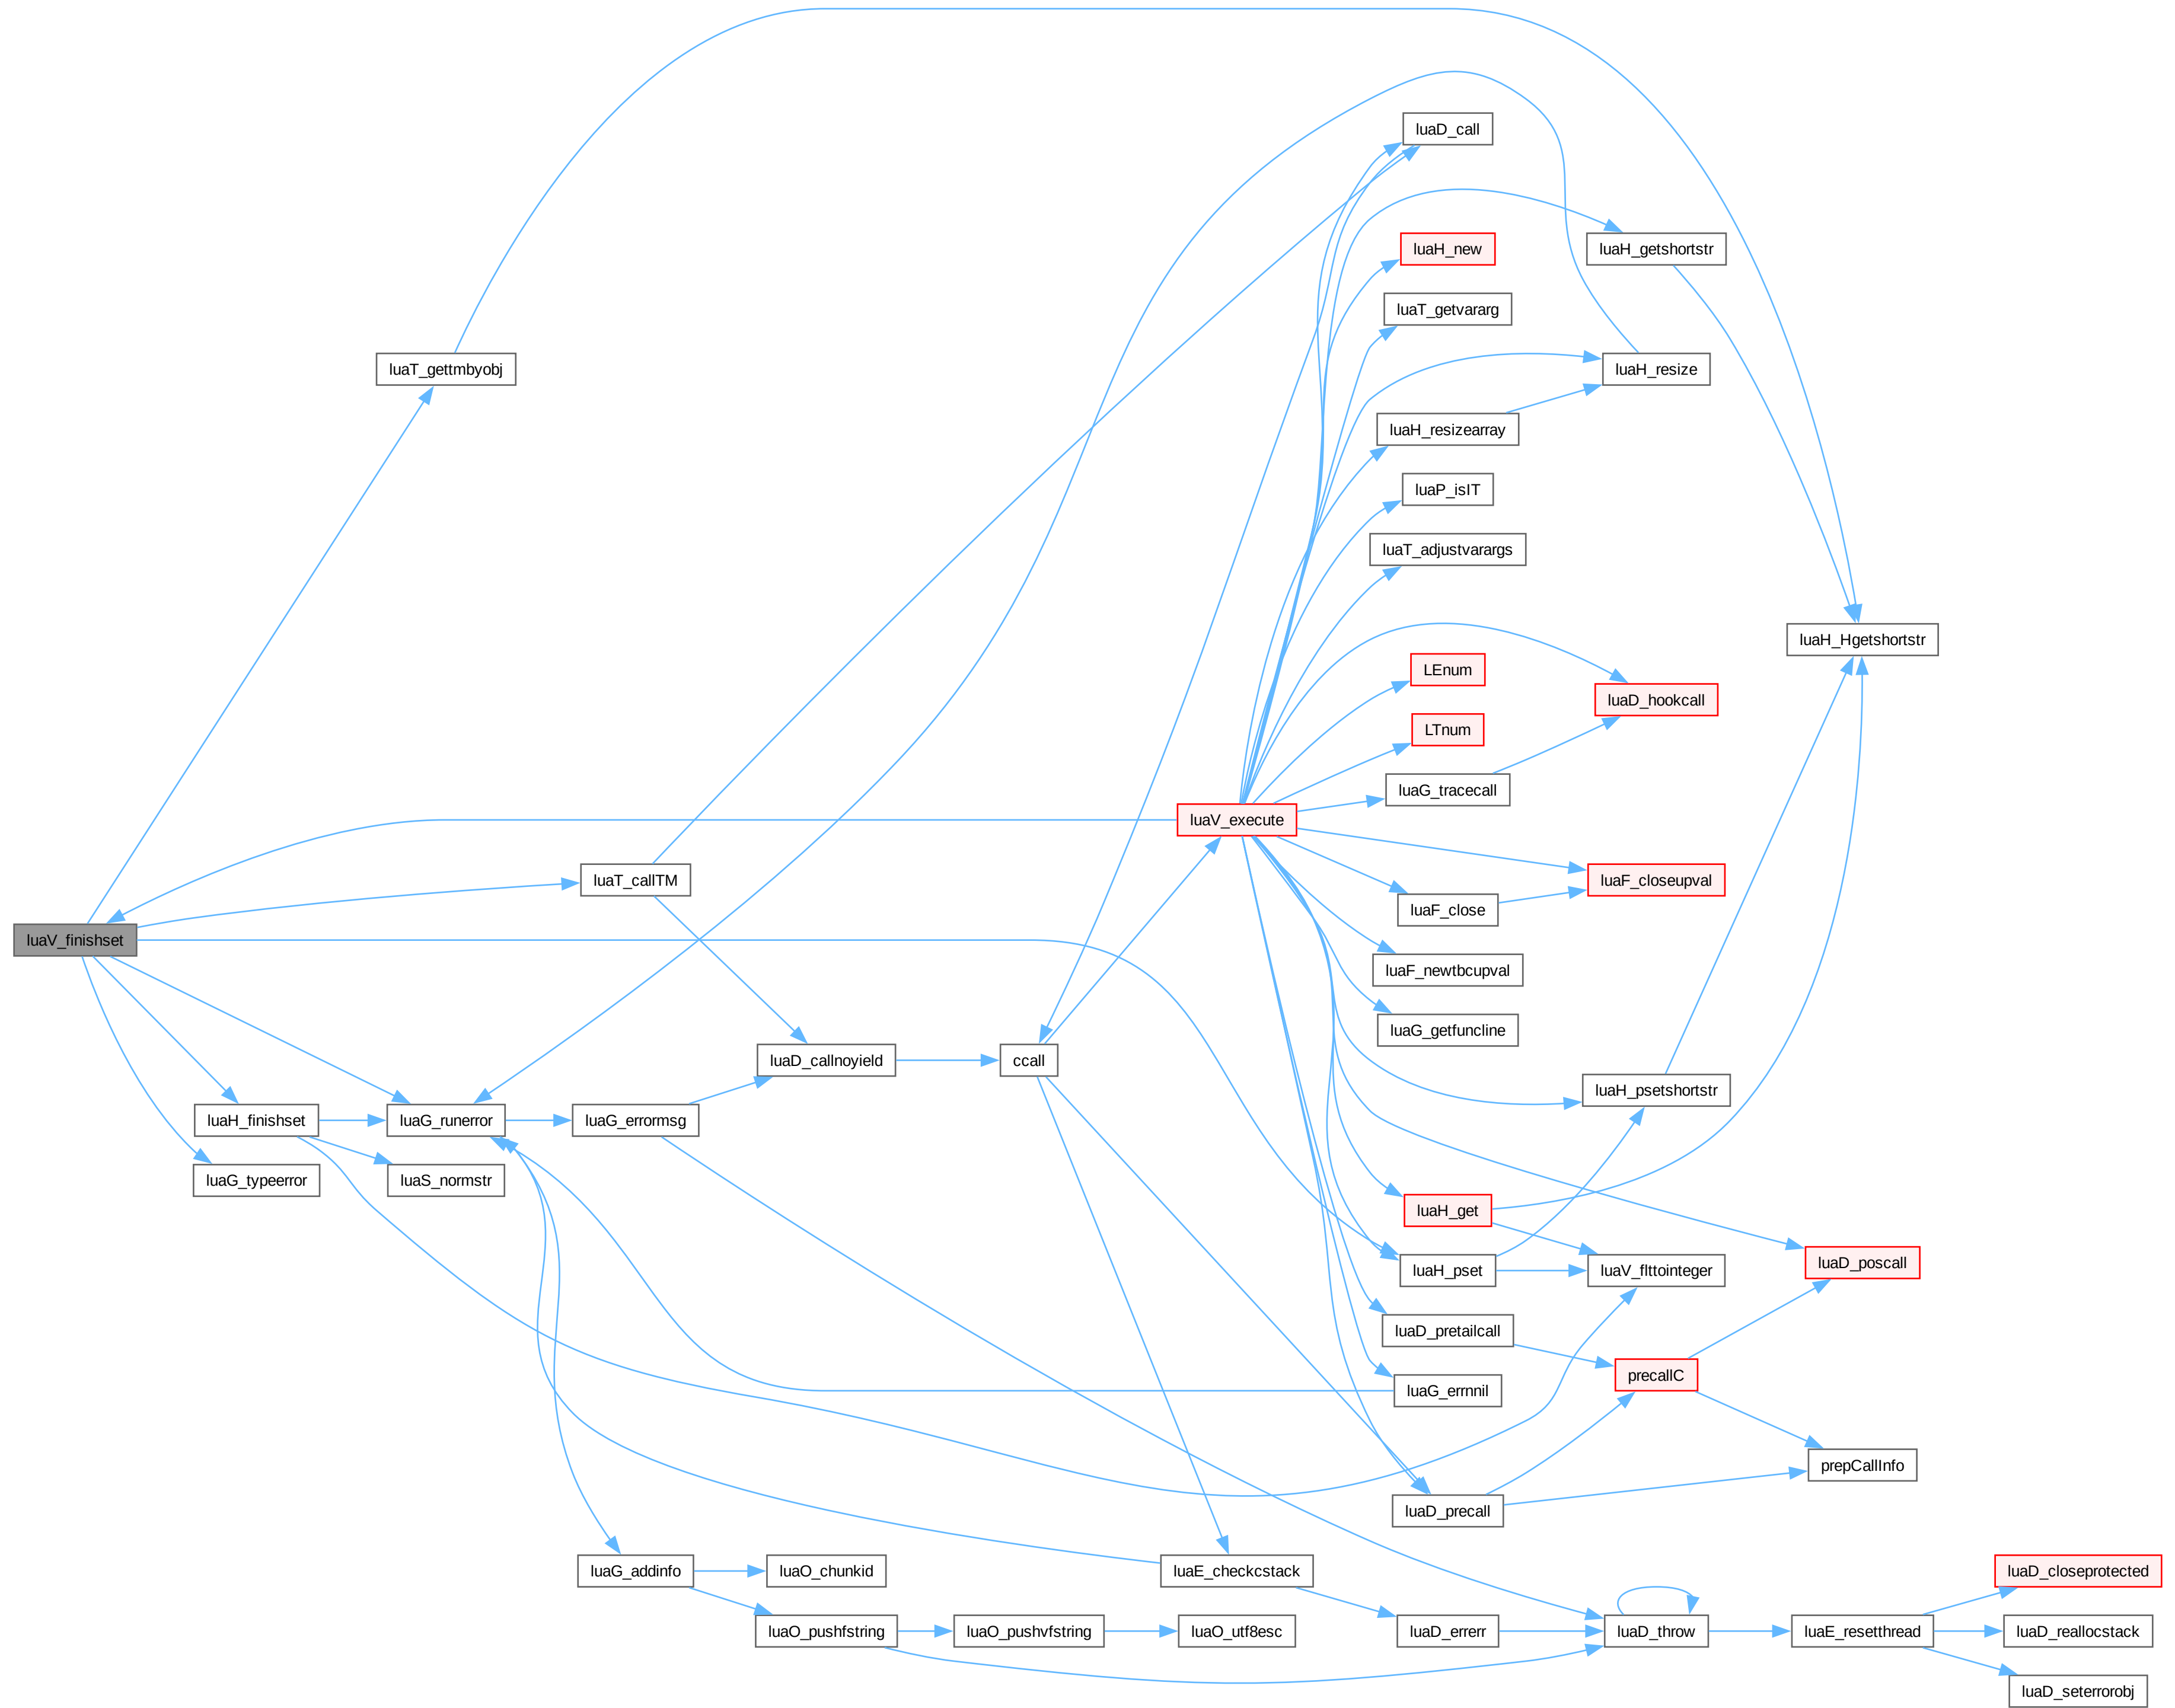 luaD_call
luaH_new
luaH_getshortstr
luaT_getvararg
luaT_gettmbyobj
luaH_resize
luaH_resizearray
luaP_isIT
luaT_adjustvarargs
luaH_Hgetshortstr
LEnum
luaD_hookcall
LTnum
luaG_tracecall
luaV_execute
luaT_callTM
luaF_closeupval
luaF_close
luaV_finishset
luaF_newtbcupval
luaG_getfuncline
luaD_callnoyield
ccall
luaH_psetshortstr
luaH_finishset
luaG_runerror
luaG_errormsg
luaG_typeerror
luaS_normstr
luaH_get
luaH_pset
luaV_flttointeger
luaD_poscall
luaD_pretailcall
precallC
luaG_errnnil
prepCallInfo
luaD_precall
luaG_addinfo
luaO_chunkid
luaE_checkcstack
luaD_closeprotected
luaO_pushfstring
luaO_pushvfstring
luaO_utf8esc
luaD_errerr
luaD_throw
luaE_resetthread
luaD_reallocstack
luaD_seterrorobj